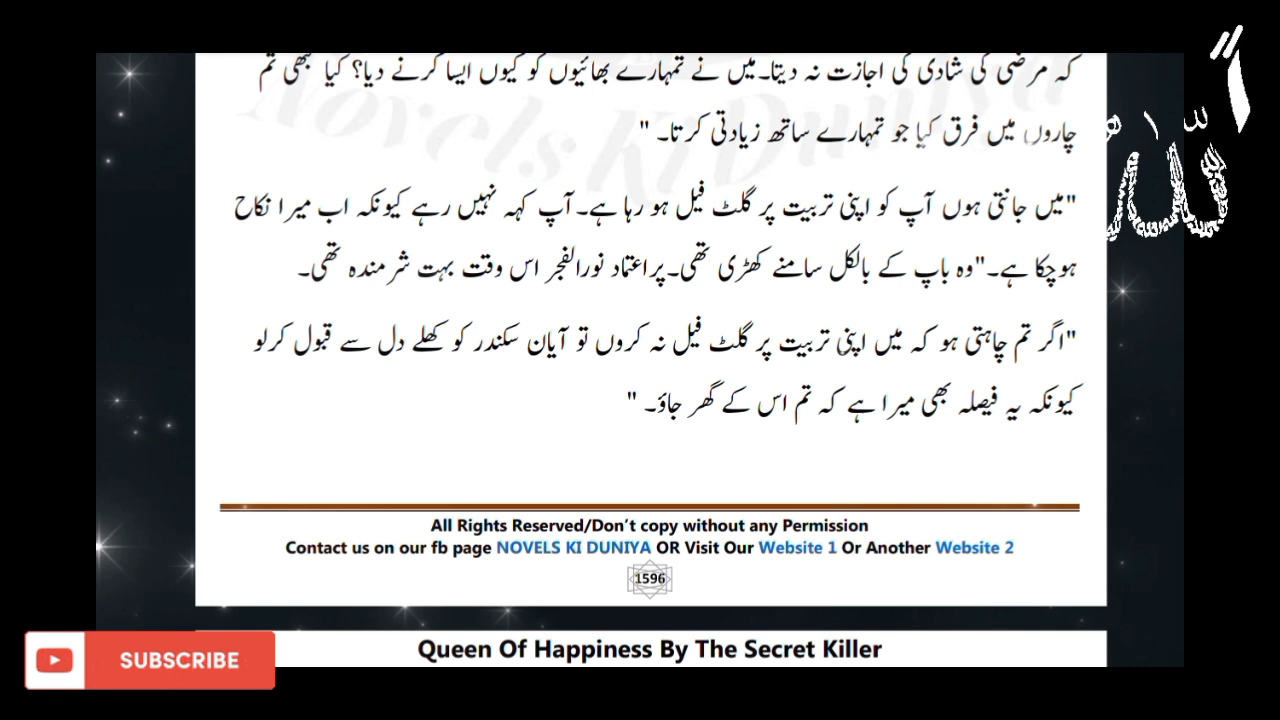 کہ مرضی کی شادی کی اجازت نہ دیتا۔میں نے تمہارے بھائیوں کو کیوں ایسا کرنے دیا؟ کیا کبھی تم
چاروں میں فرق کیا جو تمہارے ساتھ زیادتی کرتا۔ "
"میں جانتی ہوں آپ کو اپنی تربیت پر گلٹ فیل ہو رہا ہے۔آپ کہہ نہیں رہے کیونکہ اب میرا نکاح
ہوچکا ہے۔"وہ باپ کے بالکل سامنے کھڑی تھی۔پراعتماد نورالفجر اس وقت بہت شرمندہ تھی۔
"اگر تم چاہتی ہو کہ میں اپنی تربیت پر گلٹ فیل نہ کروں تو آیان سکندر کو کھلے دل سے قبول کرلو
کیونکہ یہ فیصلہ بھی میرا ہے کہ تم اس کے گھر جاؤ۔ "
Novels Ki Duniya
الله
All Rights Reserved/Don't copy without any Permission
Contact us on our fb page NOVELS KI DUNIYA OR Visit Our Website 1 Or Another Website 2
1596
Queen Of Happiness By The Secret Killer
SUBSCRIBE